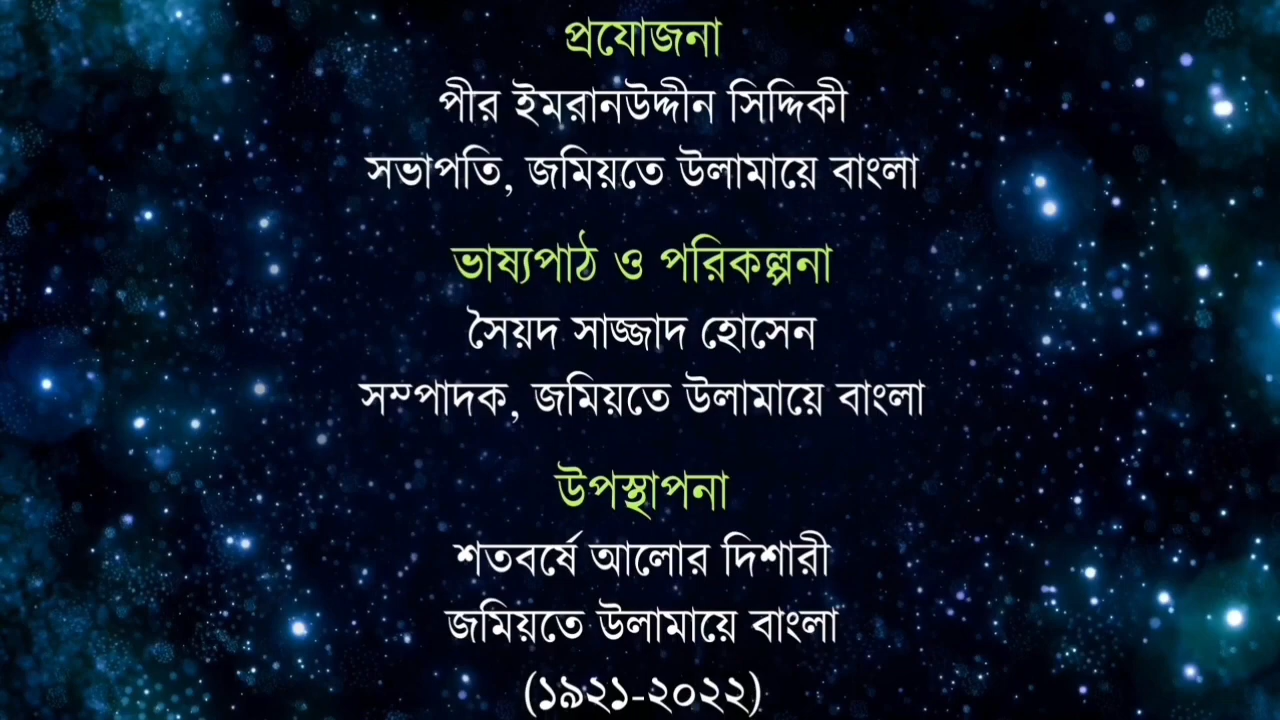 প্রযোজনা
পীর ইমরানউদ্দীন সিদ্দিকী
সভাপতি, জমিয়তে উলামায়ে বাংলা
ভাষ্যপাঠ ও পরিকল্পনা
সৈয়দ সাজ্জাদ হোসেন
সম্পাদক, জমিয়তে উলামায়ে বাংলা
উপস্থাপনা
শতবর্ষে আলোর দিশারী
জমিয়তে উলামায়ে বাংলা
(১৯২১-২০২২)